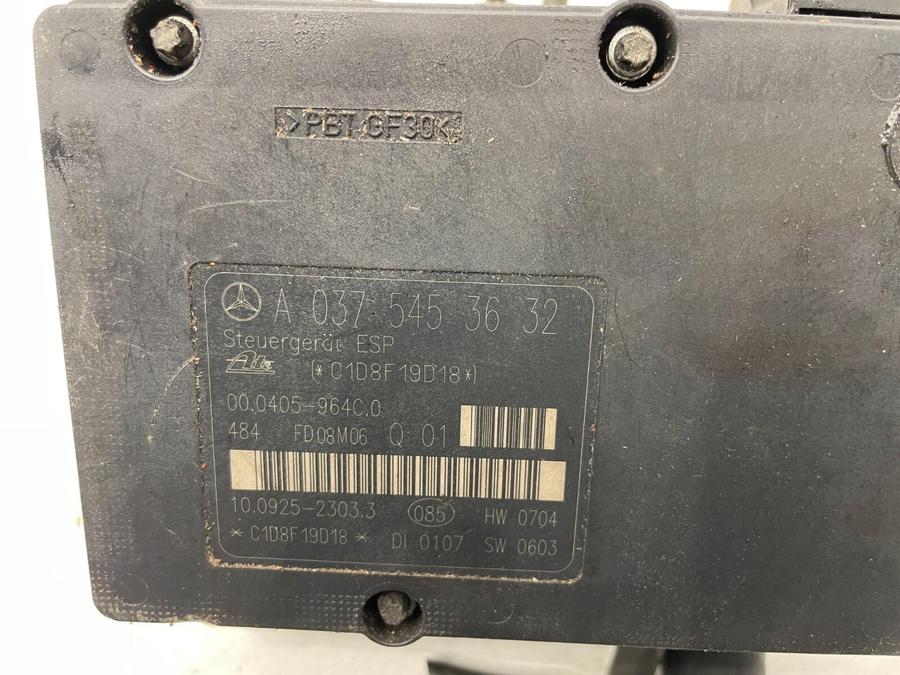 >PBT GF30<
A 037 545 36 32
Steuergerät ESP
Ate (*C1D8F19D18*)
00.0405-964C.0
484 FD08M06 Q 01
10.0925-2303.3 085 HW 0704
*C1D8F19D18* DI 0107 SW 0603